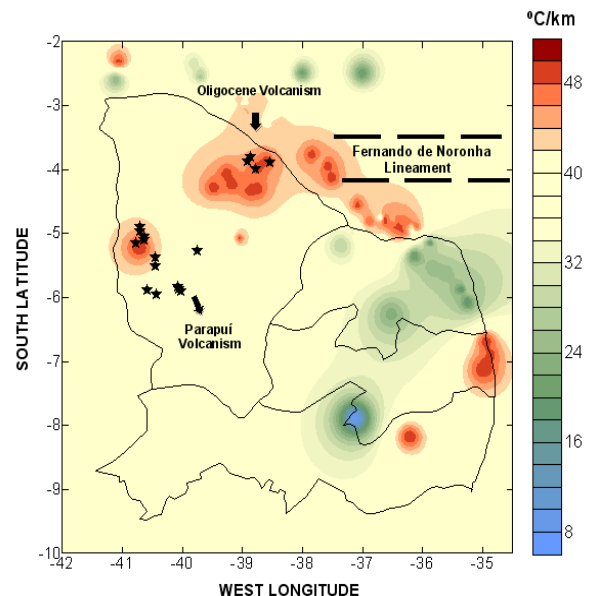 ºC/km
-2
-3
-4
-5
-6
-7
-8
-9
-10
SOUTH LATITUDE
Oligocene Volcanism
Fernando de Noronha
Lineament
Parapuí
Volcanism
48
40
32
24
16
8
-42
-41
-40
-39
-38
-37
-36
-35
WEST LONGITUDE